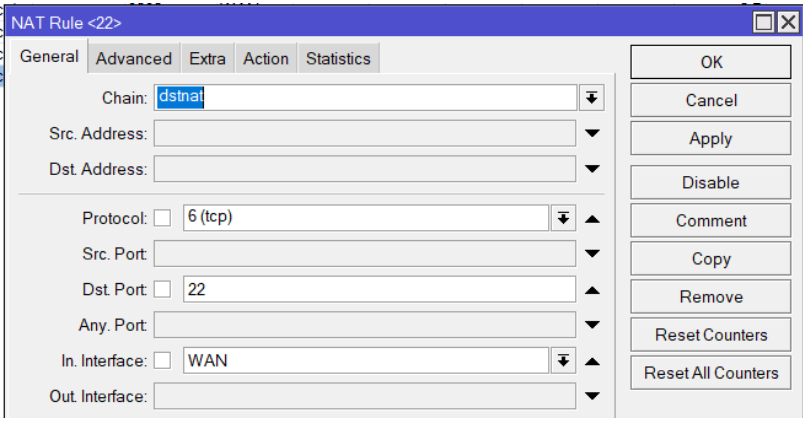 NAT Rule <22>
General Advanced Extra Action Statistics
OK
Chain: dstnat
Cancel
Src. Address:
Apply
Dst. Address:
Disable
Protocol: 6 (tcp)
Comment
Src. Port:
Copy
Dst. Port: 22
Remove
Any. Port:
Reset Counters
In. Interface: WAN
Reset All Counters
Out. Interface: